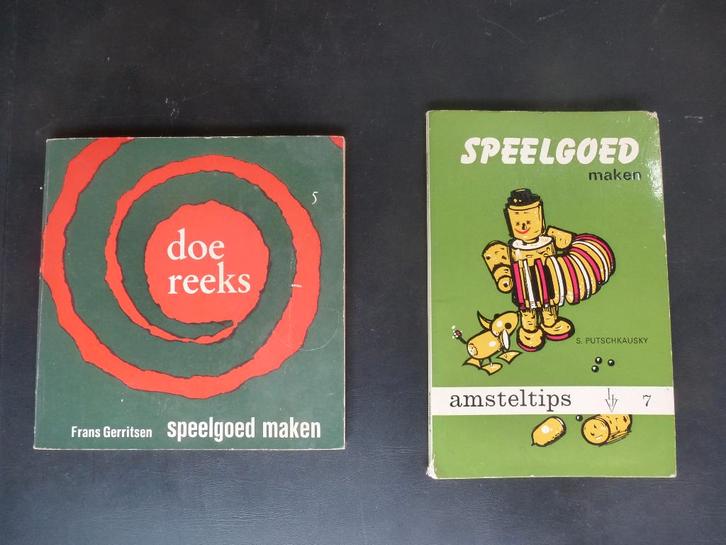 doe
reeks
5
Frans Gerritsen speelgoed maken
SPEELGOED
maken
S. PUTSCHKAUSKY
amsteltips 7